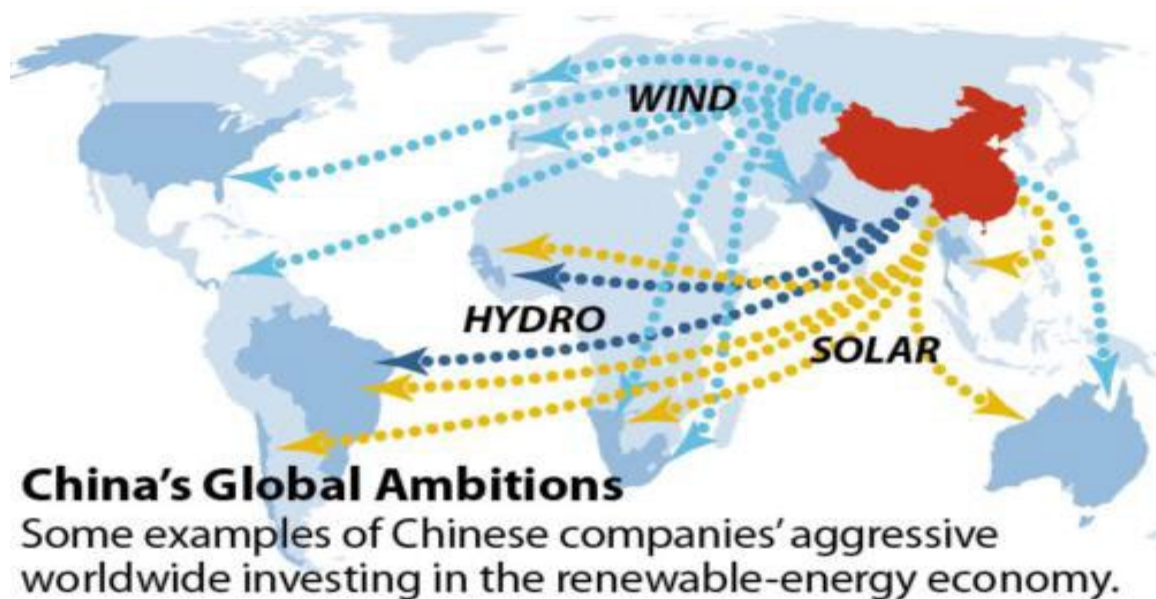 WIND
HYDRO
SOLAR
China's Global Ambitions
Some examples of Chinese companies' aggressive
worldwide investing in the renewable-energy economy.